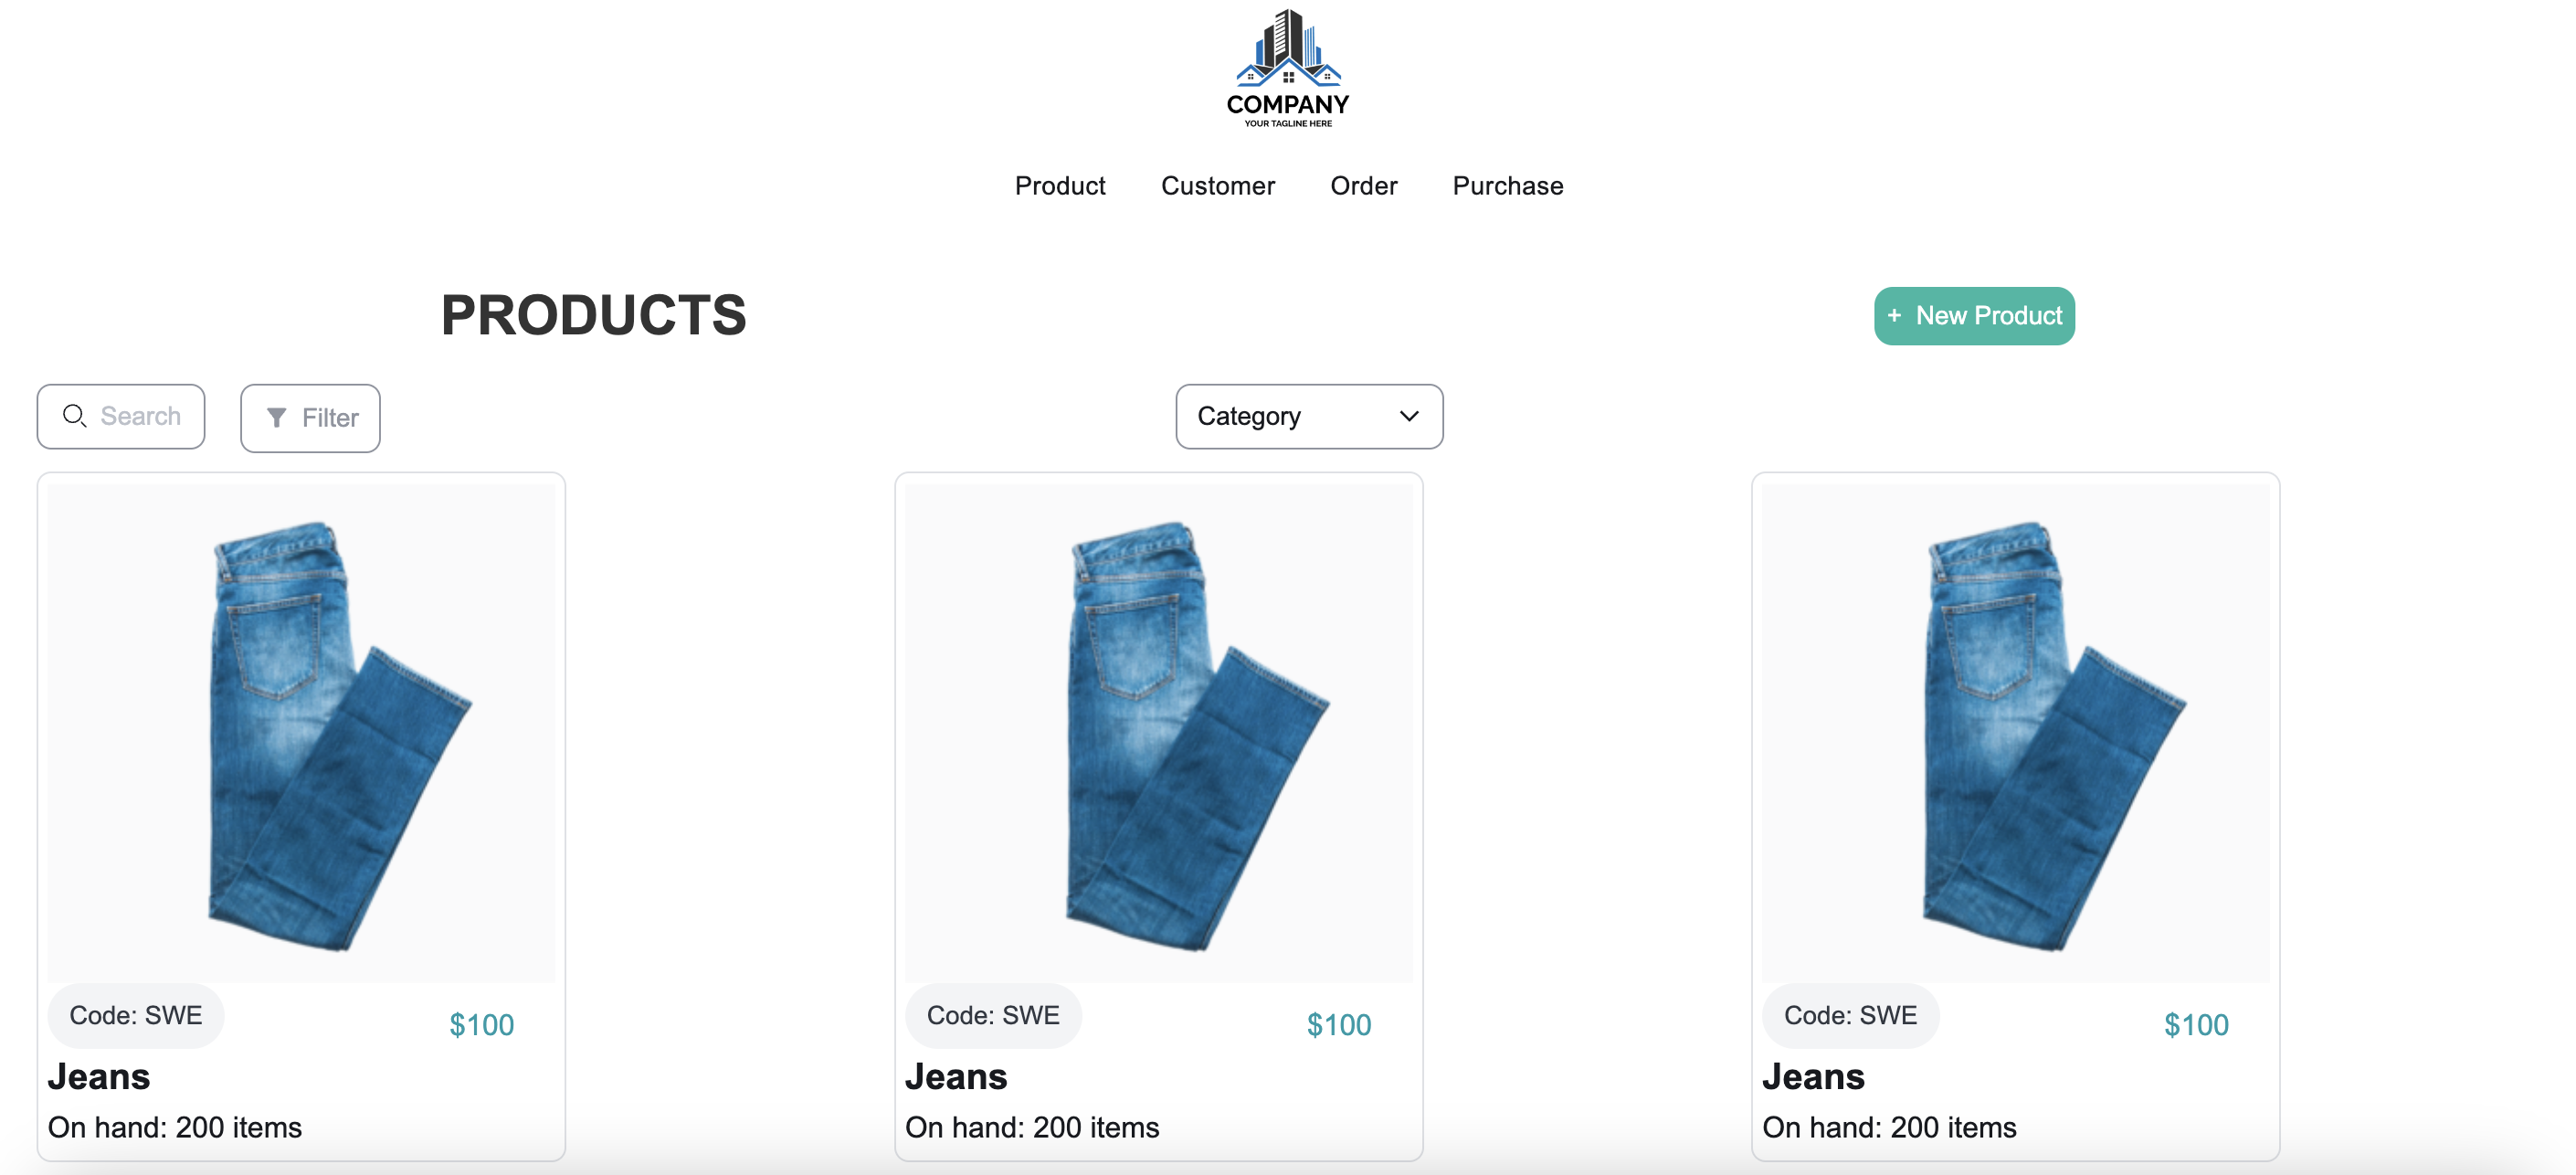 COMPANY
YOUR TAGLINE HERE
Product Customer Order Purchase
PRODUCTS
+ New Product
Search
Filter
Category
Code: SWE
$100
Jeans
On hand: 200 items
Code: SWE
$100
Jeans
On hand: 200 items
Code: SWE
$100
Jeans
On hand: 200 items